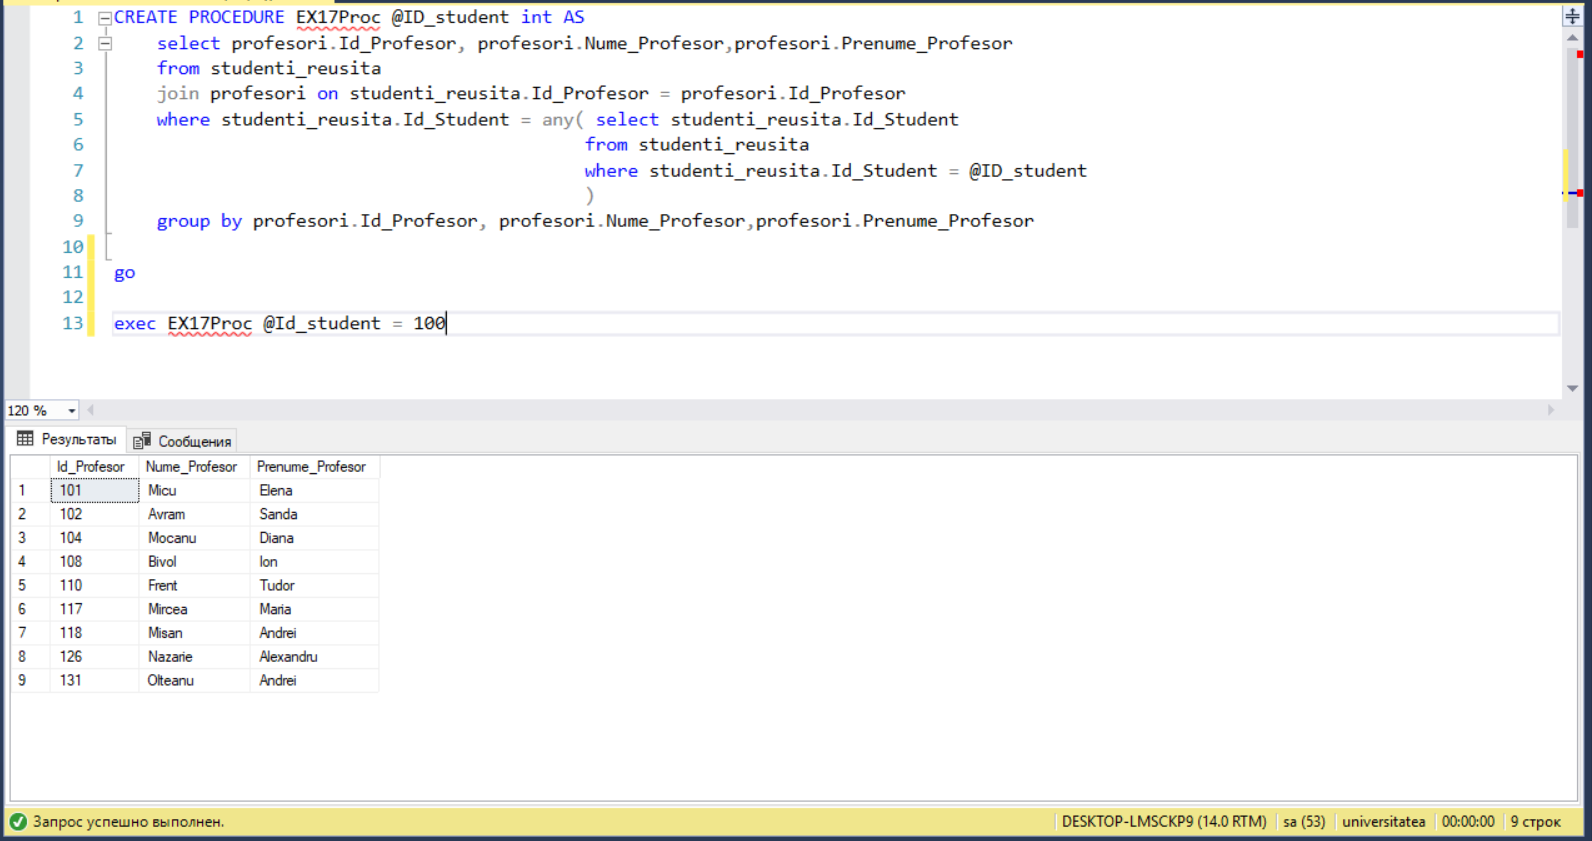 1 CREATE PROCEDURE EX17Proc @ID_student int AS
2 select profesori.Id_Profesor, profesori.Nume_Profesor,profesori.Prenume_Profesor
3 from studenti_reusita
4 join profesori on studenti_reusita.Id_Profesor = profesori.Id_Profesor
5 where studenti_reusita.Id_Student = any( select studenti_reusita.Id_Student
6 from studenti_reusita
7 where studenti_reusita.Id_Student = @ID_student
8 )
9 group by profesori.Id_Profesor, profesori.Nume_Profesor,profesori.Prenume_Profesor
10
11 go
12
13 exec EX17Proc @Id_student = 100
120 %
Результаты Сообщения
Id_Profesor Nume_Profesor Prenume_Profesor
1 101 Micu Elena
2 102 Avram Sanda
3 104 Mocanu Diana
4 108 Bivol Ion
5 110 Frent Tudor
6 117 Mircea Maria
7 118 Misan Andrei
8 126 Nazarie Alexandru
9 131 Olteanu Andrei
Запрос успешно выполнен. DESKTOP-LMSCKP9 (14.0 RTM) sa (53) universitatea 00:00:00 9 строк